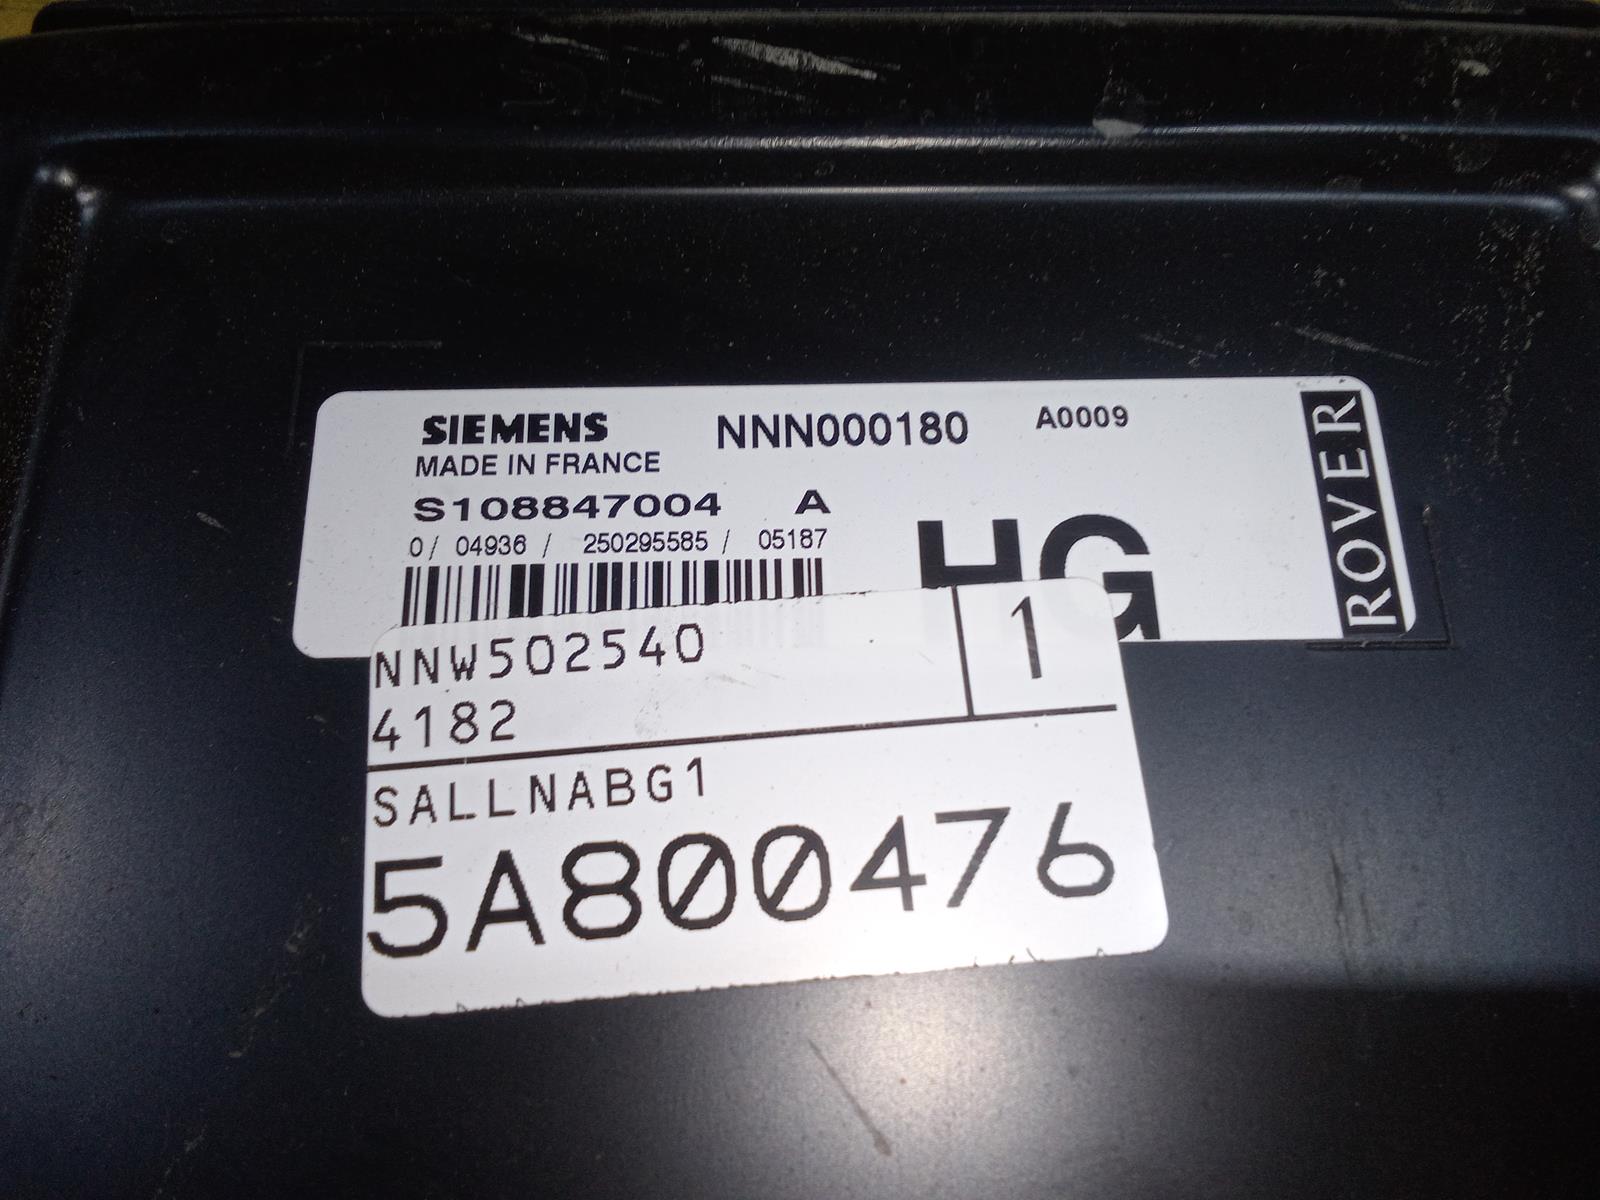 SIEMENS NNN000180 A0009
MADE IN FRANCE
S108847004 A
0/ 04936 / 250295585 / 05187
HG
ROVER
NNW502540 1
4182
SALLNABG1
5A800476